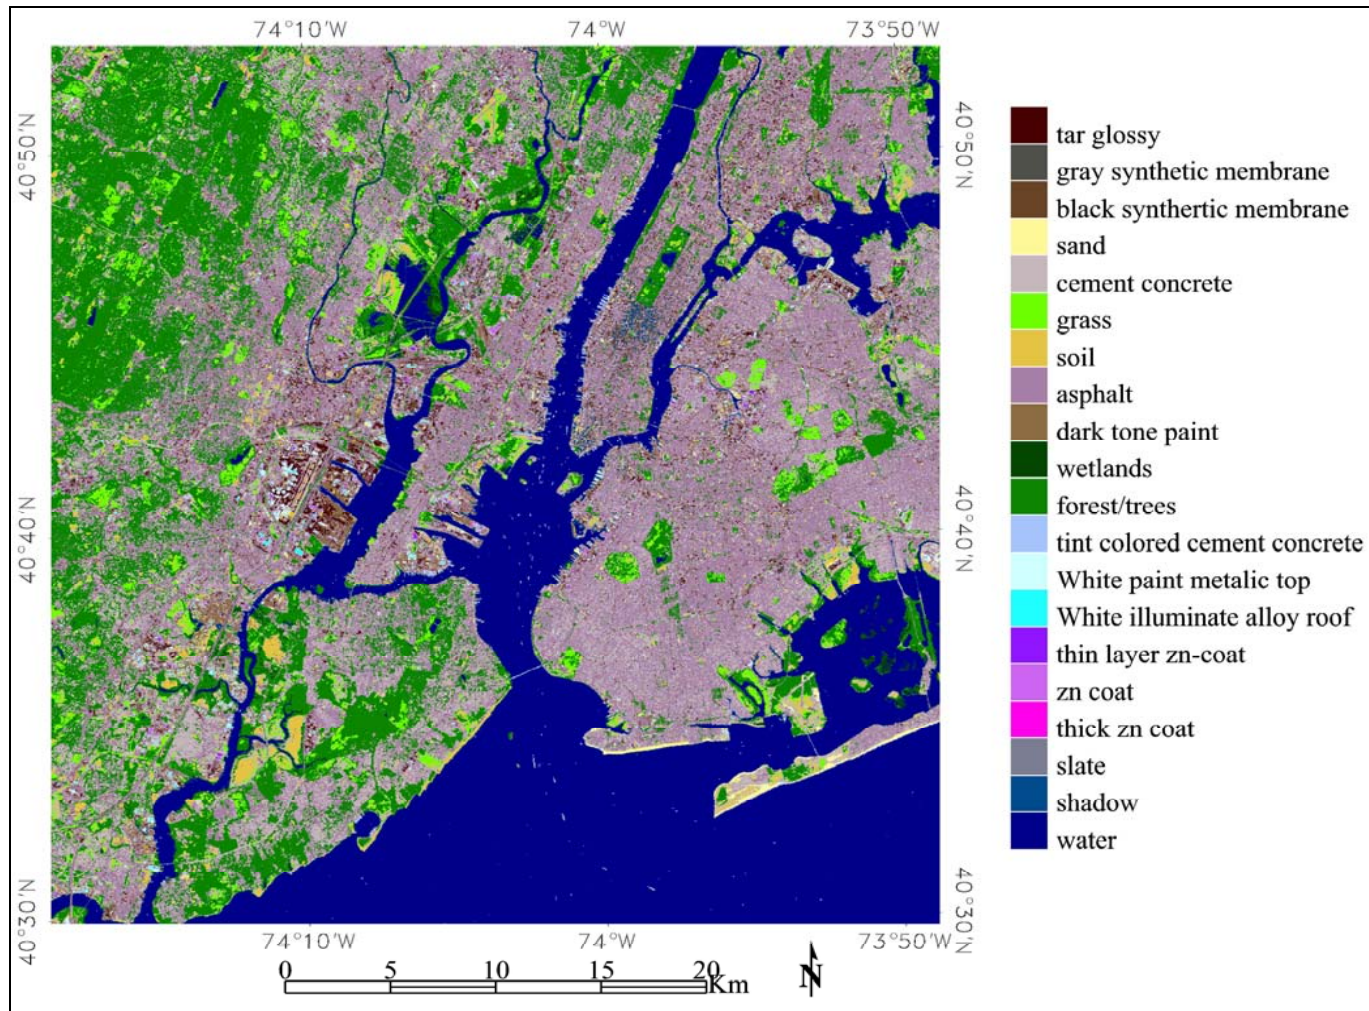 74°10'W 74°W 73°50'W
40°50'N
40°50'N
tar glossy
gray synthetic membrane
black synthertic membrane
sand
cement concrete
grass
soil
asphalt
dark tone paint
wetlands
forest/trees
tint colored cement concrete
White paint metalic top
White illuminate alloy roof
thin layer zn-coat
zn coat
thick zn coat
slate
shadow
water
40°40'N
40°40'N
40°30'N
40°30'N
74°10'W 74°W 73°50'W
0 5 10 15 20 Km
N